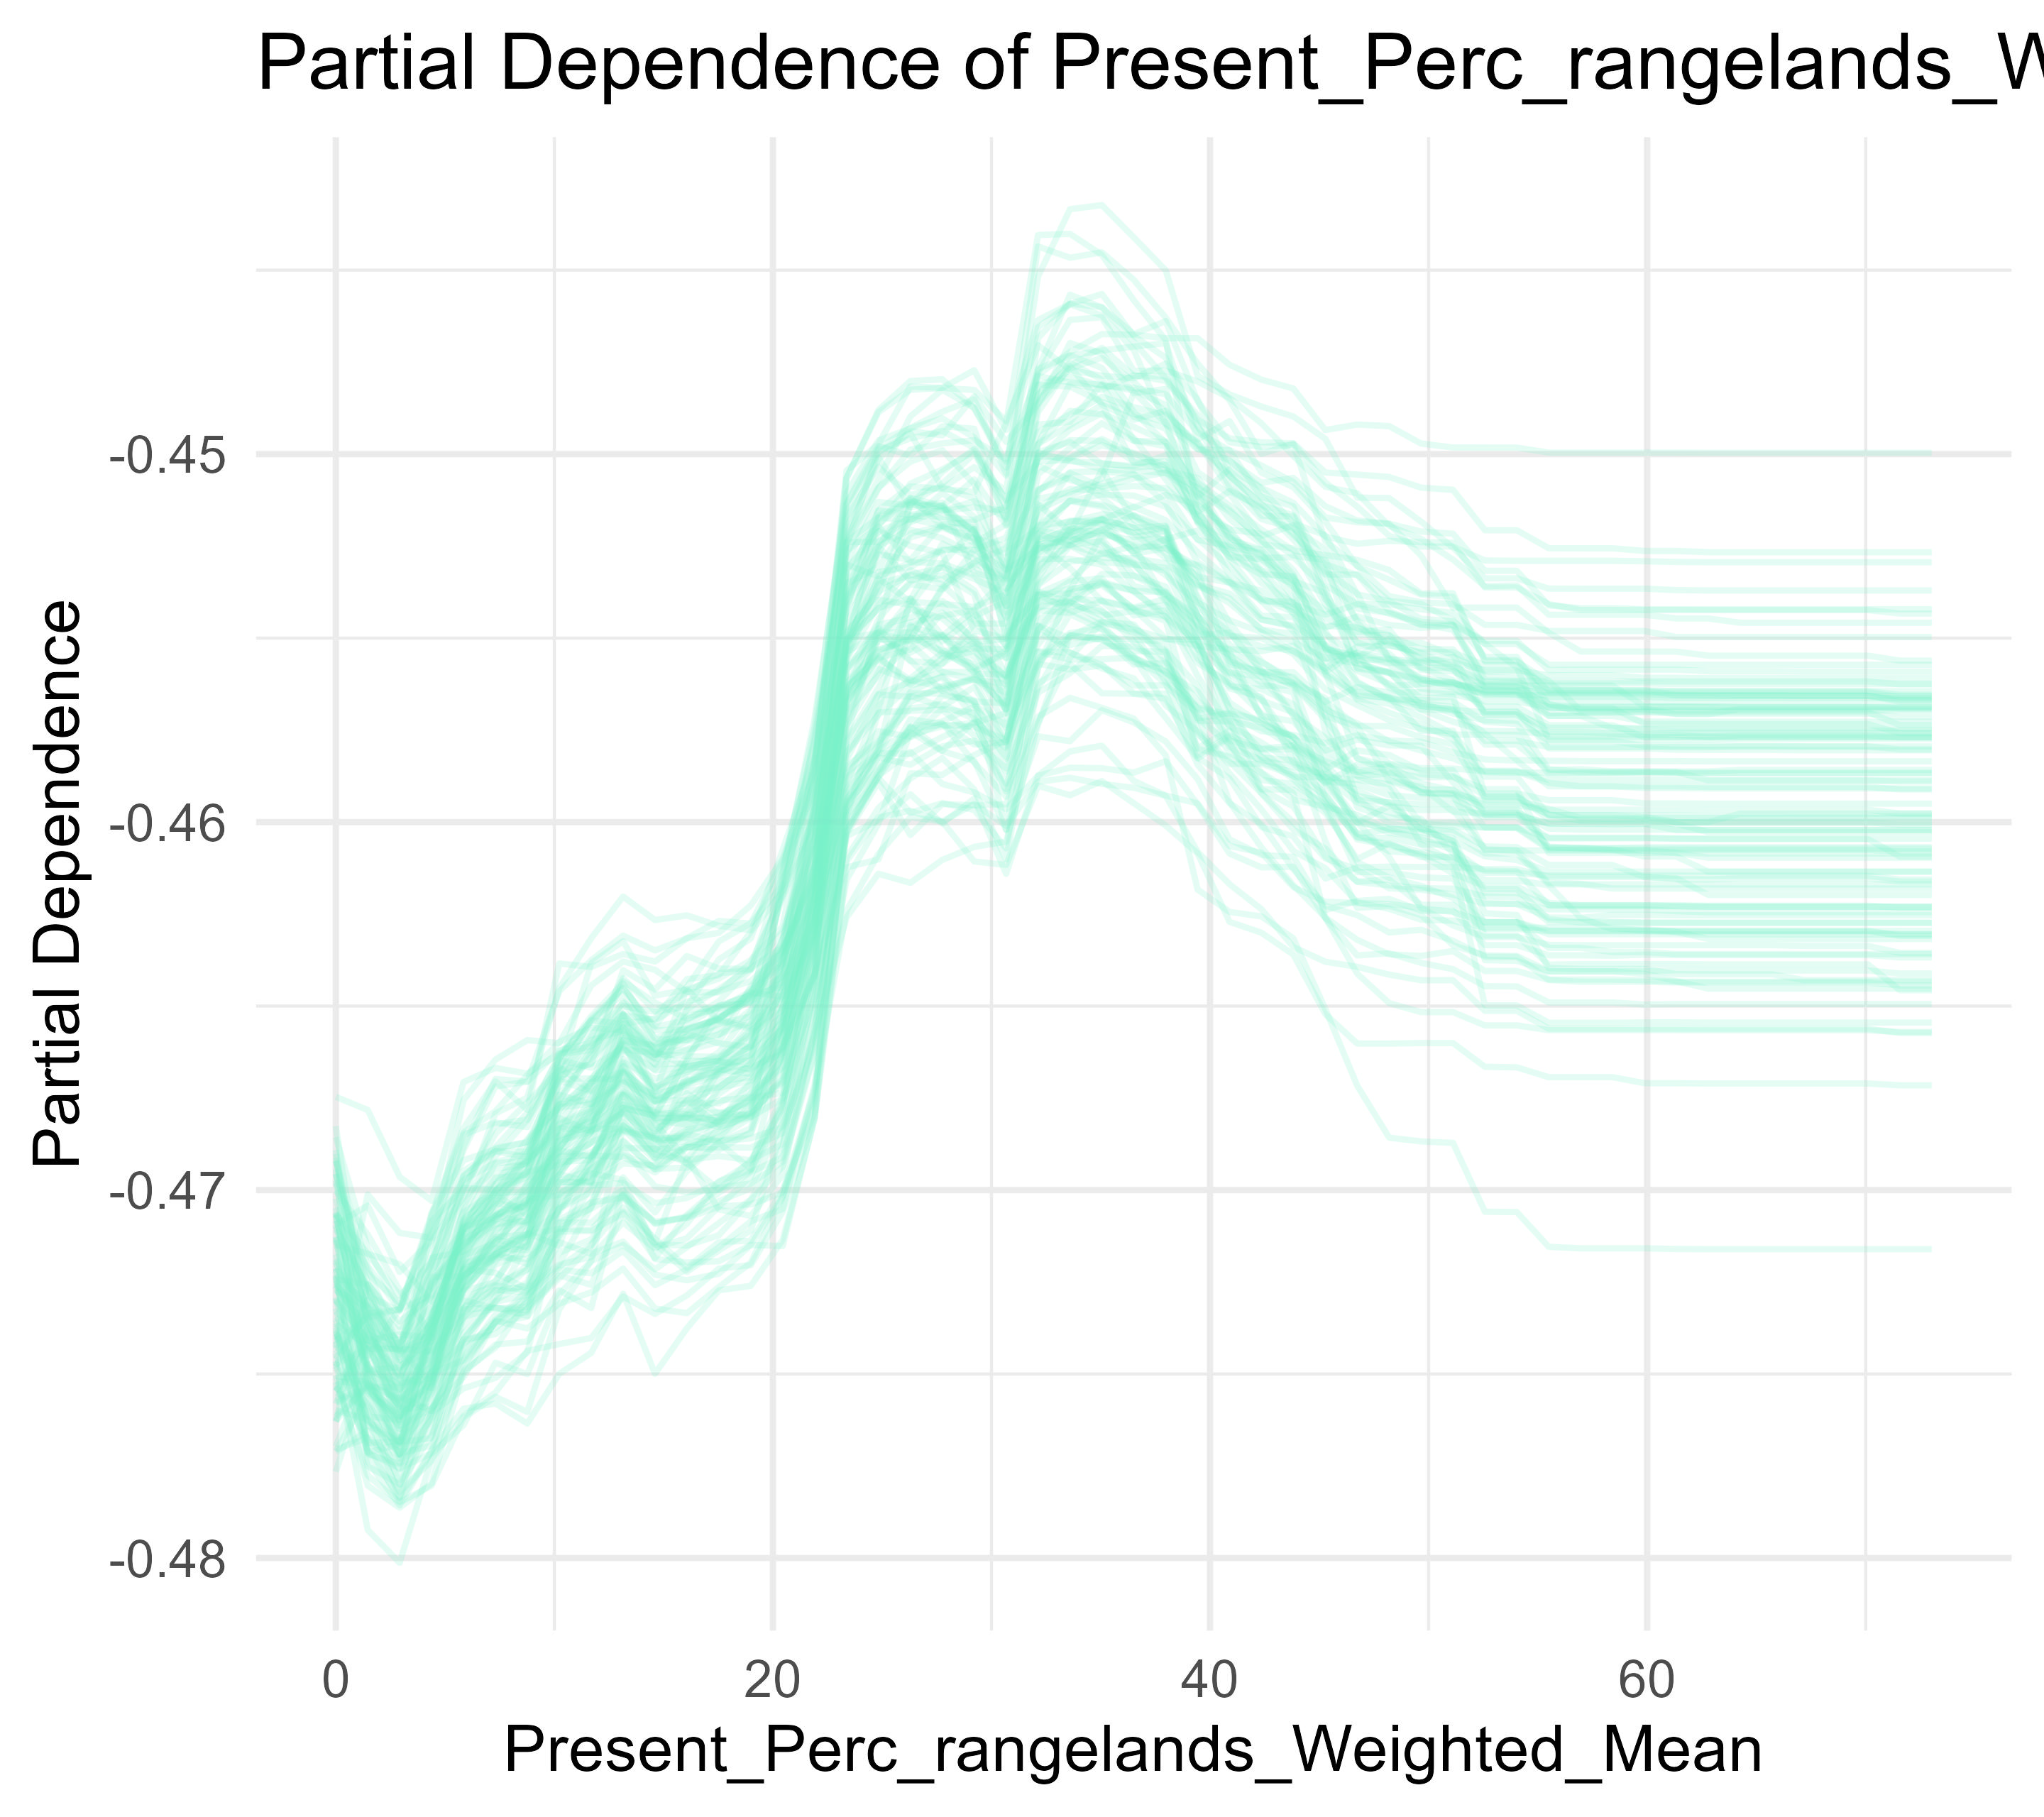 Partial Dependence of Present_Perc_rangelands_W
Partial Dependence
-0.45
-0.46
-0.47
-0.48
0 20 40 60
Present_Perc_rangelands_Weighted_Mean